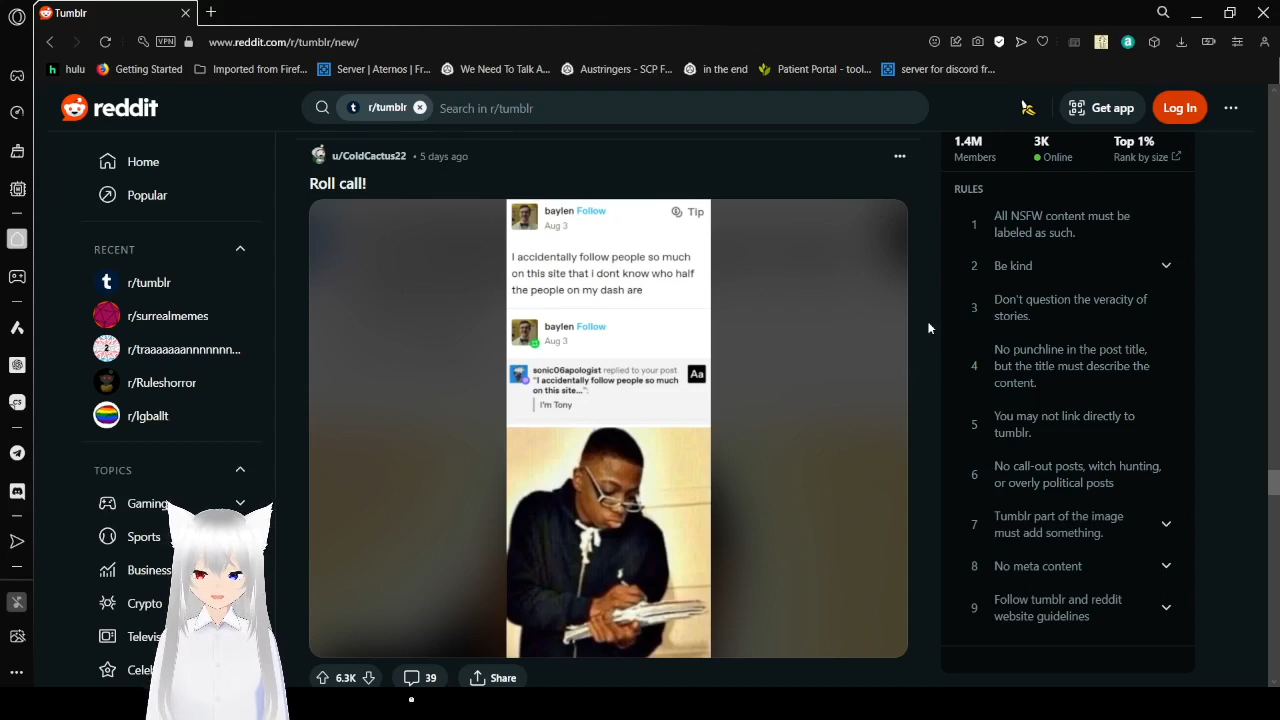 Tumblr
VPN
www.reddit.com/r/tumblr/new/
hulu
Getting Started
Imported from Firef...
Server | Aternos | Fr...
We Need To Talk A...
Austringers - SCP F...
in the end
Patient Portal - tool...
server for discord fr...
reddit
r/tumblr
Search in r/tumblr
Get app
Log In
Home
Popular
RECENT
r/tumblr
r/surrealmemes
r/traaaaaaannnnnnn...
r/Ruleshorror
r/lgballt
TOPICS
Gaming
Sports
Business
Crypto
Televis
Celeb
u/ColdCactus22 • 5 days ago
Roll call!
baylen Follow
Aug 3
Tip
I accidentally follow people so much
on this site that i dont know who half
the people on my dash are
baylen Follow
Aug 3
sonic06apologist replied to your post
"I accidentally follow people so much
on this site...":
I'm Tony
Aa
6.3K
39
Share
1.4M
Members
3K
Online
Top 1%
Rank by size
RULES
1 All NSFW content must be
labeled as such.
2 Be kind
3 Don't question the veracity of
stories.
4 No punchline in the post title,
but the title must describe the
content.
5 You may not link directly to
tumblr.
6 No call-out posts, witch hunting,
or overly political posts
7 Tumblr part of the image
must add something.
8 No meta content
9 Follow tumblr and reddit
website guidelines